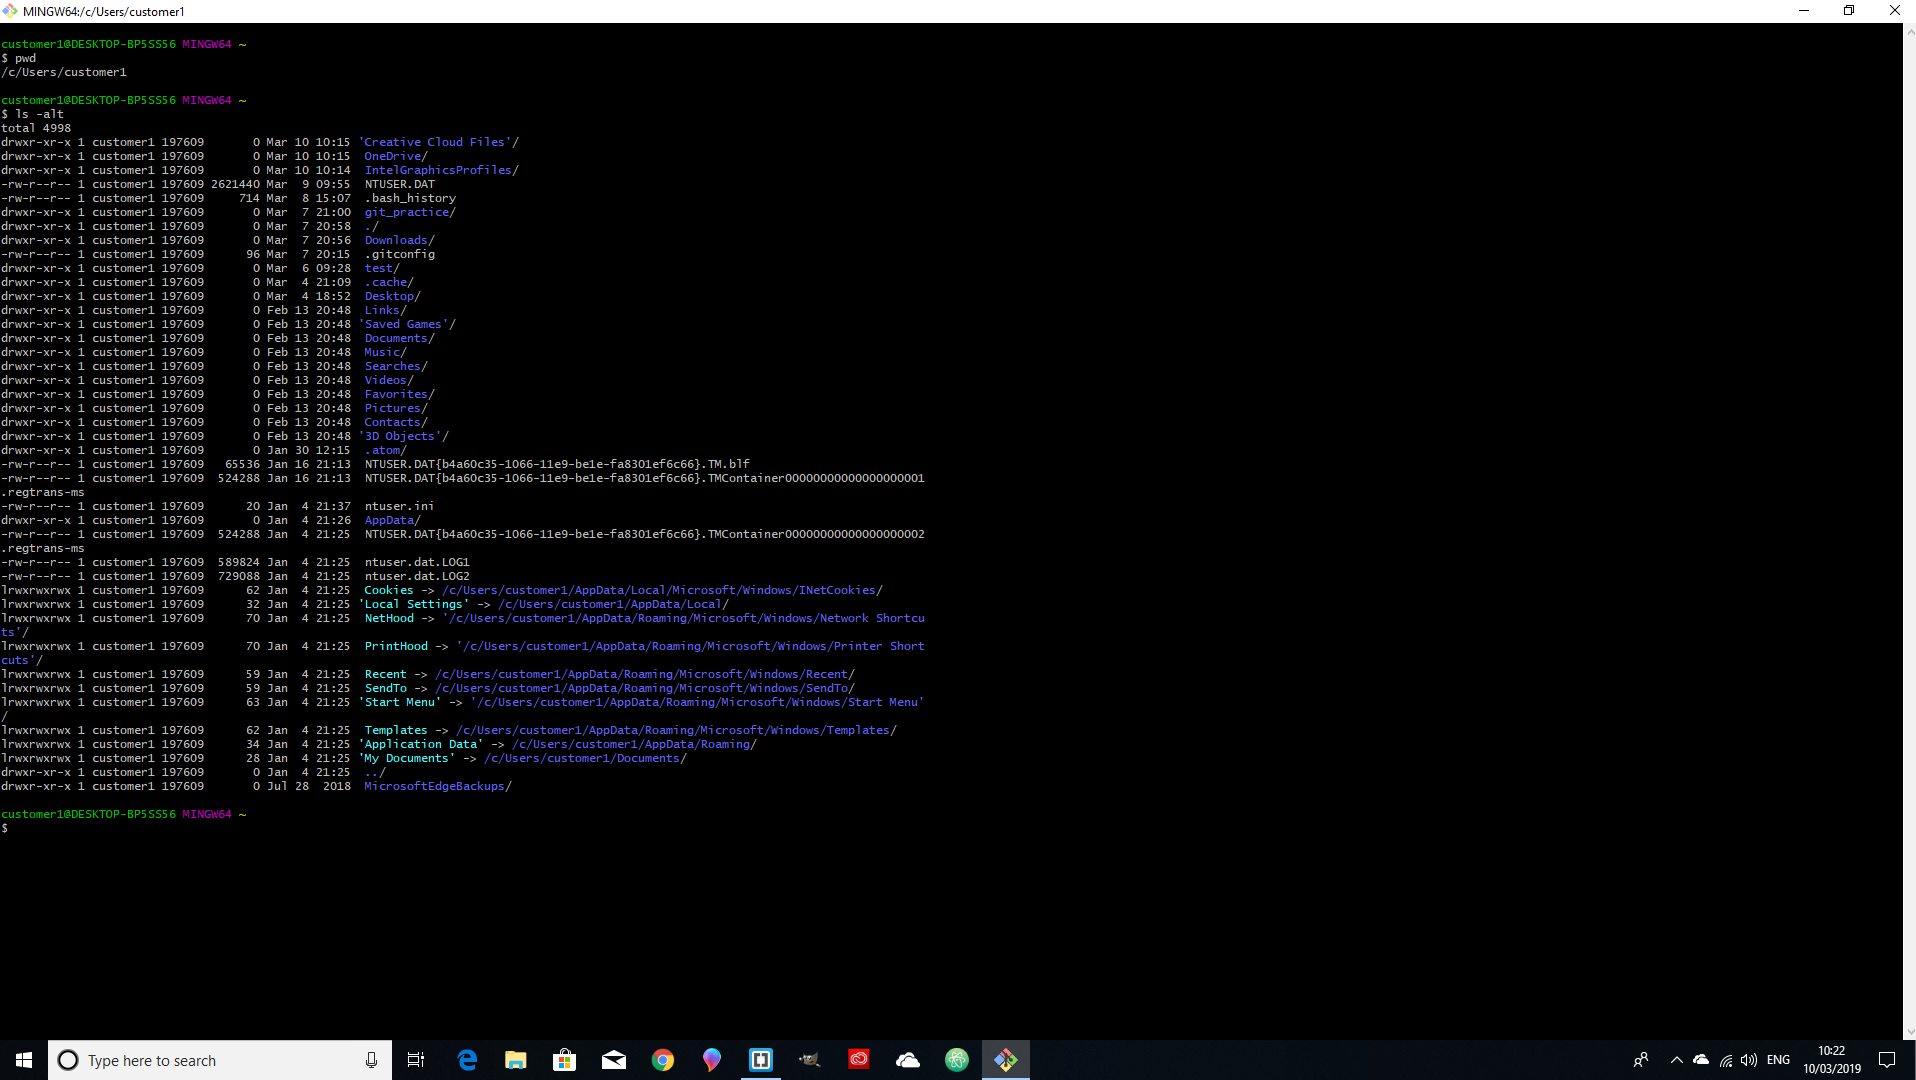 MINGW64:/c/Users/customer1
customer1@DESKTOP-BP5SS56 MINGW64 ~
$ pwd
/c/Users/customer1
customer1@DESKTOP-BP5SS56 MINGW64 ~
$ ls -alt
total 4998
drwxr-xr-x 1 customer1 197609       0 Mar 10 10:15 'Creative Cloud Files'/
drwxr-xr-x 1 customer1 197609       0 Mar 10 10:15  OneDrive/
drwxr-xr-x 1 customer1 197609       0 Mar 10 10:14  IntelGraphicsProfiles/
-rw-r--r-- 1 customer1 197609 2621440 Mar  9 09:55  NTUSER.DAT
-rw-r--r-- 1 customer1 197609     714 Mar  8 15:07  .bash_history
drwxr-xr-x 1 customer1 197609       0 Mar  7 21:00  git_practice/
drwxr-xr-x 1 customer1 197609       0 Mar  7 20:58  ./
drwxr-xr-x 1 customer1 197609       0 Mar  7 20:56  Downloads/
-rw-r--r-- 1 customer1 197609      96 Mar  7 20:15  .gitconfig
drwxr-xr-x 1 customer1 197609       0 Mar  6 09:28  test/
drwxr-xr-x 1 customer1 197609       0 Mar  4 21:09  .cache/
drwxr-xr-x 1 customer1 197609       0 Mar  4 18:52  Desktop/
drwxr-xr-x 1 customer1 197609       0 Feb 13 20:48  Links/
drwxr-xr-x 1 customer1 197609       0 Feb 13 20:48 'Saved Games'/
drwxr-xr-x 1 customer1 197609       0 Feb 13 20:48  Documents/
drwxr-xr-x 1 customer1 197609       0 Feb 13 20:48  Music/
drwxr-xr-x 1 customer1 197609       0 Feb 13 20:48  Searches/
drwxr-xr-x 1 customer1 197609       0 Feb 13 20:48  Videos/
drwxr-xr-x 1 customer1 197609       0 Feb 13 20:48  Favorites/
drwxr-xr-x 1 customer1 197609       0 Feb 13 20:48  Pictures/
drwxr-xr-x 1 customer1 197609       0 Feb 13 20:48  Contacts/
drwxr-xr-x 1 customer1 197609       0 Feb 13 20:48 '3D Objects'/
drwxr-xr-x 1 customer1 197609       0 Jan 30 12:15  .atom/
-rw-r--r-- 1 customer1 197609   65536 Jan 16 21:13  NTUSER.DAT{b4a60c35-1066-11e9-be1e-fa8301ef6c66}.TM.blf
-rw-r--r-- 1 customer1 197609  524288 Jan 16 21:13  NTUSER.DAT{b4a60c35-1066-11e9-be1e-fa8301ef6c66}.TMContainer00000000000000000001
.regtrans-ms
-rw-r--r-- 1 customer1 197609      20 Jan  4 21:37  ntuser.ini
drwxr-xr-x 1 customer1 197609       0 Jan  4 21:26  AppData/
-rw-r--r-- 1 customer1 197609  524288 Jan  4 21:25  NTUSER.DAT{b4a60c35-1066-11e9-be1e-fa8301ef6c66}.TMContainer00000000000000000002
.regtrans-ms
-rw-r--r-- 1 customer1 197609  589824 Jan  4 21:25  ntuser.dat.LOG1
-rw-r--r-- 1 customer1 197609  729088 Jan  4 21:25  ntuser.dat.LOG2
lrwxrwxrwx 1 customer1 197609      62 Jan  4 21:25  Cookies -> /c/Users/customer1/AppData/Local/Microsoft/Windows/INetCookies/
lrwxrwxrwx 1 customer1 197609      32 Jan  4 21:25 'Local Settings' -> /c/Users/customer1/AppData/Local/
lrwxrwxrwx 1 customer1 197609      70 Jan  4 21:25  NetHood -> '/c/Users/customer1/AppData/Roaming/Microsoft/Windows/Network Shortcu
ts'/
lrwxrwxrwx 1 customer1 197609      70 Jan  4 21:25  PrintHood -> '/c/Users/customer1/AppData/Roaming/Microsoft/Windows/Printer Short
cuts'/
lrwxrwxrwx 1 customer1 197609      59 Jan  4 21:25  Recent -> /c/Users/customer1/AppData/Roaming/Microsoft/Windows/Recent/
lrwxrwxrwx 1 customer1 197609      59 Jan  4 21:25  SendTo -> /c/Users/customer1/AppData/Roaming/Microsoft/Windows/SendTo/
lrwxrwxrwx 1 customer1 197609      63 Jan  4 21:25 'Start Menu' -> '/c/Users/customer1/AppData/Roaming/Microsoft/Windows/Start Menu'
/
lrwxrwxrwx 1 customer1 197609      62 Jan  4 21:25  Templates -> /c/Users/customer1/AppData/Roaming/Microsoft/Windows/Templates/
lrwxrwxrwx 1 customer1 197609      34 Jan  4 21:25 'Application Data' -> /c/Users/customer1/AppData/Roaming/
lrwxrwxrwx 1 customer1 197609      28 Jan  4 21:25 'My Documents' -> /c/Users/customer1/Documents/
drwxr-xr-x 1 customer1 197609       0 Jan  4 21:25  ../
drwxr-xr-x 1 customer1 197609       0 Jul 28  2018  MicrosoftEdgeBackups/
customer1@DESKTOP-BP5SS56 MINGW64 ~
$
Type here to search
ENG
10:22
10/03/2019